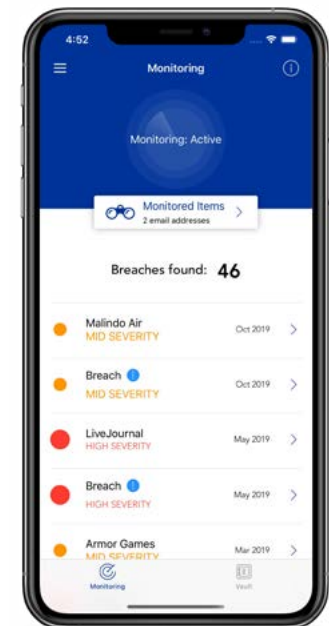 4:52
Monitoring
Monitoring: Active
Monitored Items
2 email addresses
Breaches found: 46
Malindo Air
MID SEVERITY
Oct 2019
Breach
MID SEVERITY
Oct 2019
LiveJournal
HIGH SEVERITY
May 2019
Breach
HIGH SEVERITY
May 2019
Armor Games
MID SEVERITY
Mar 2019
Monitoring
Vault